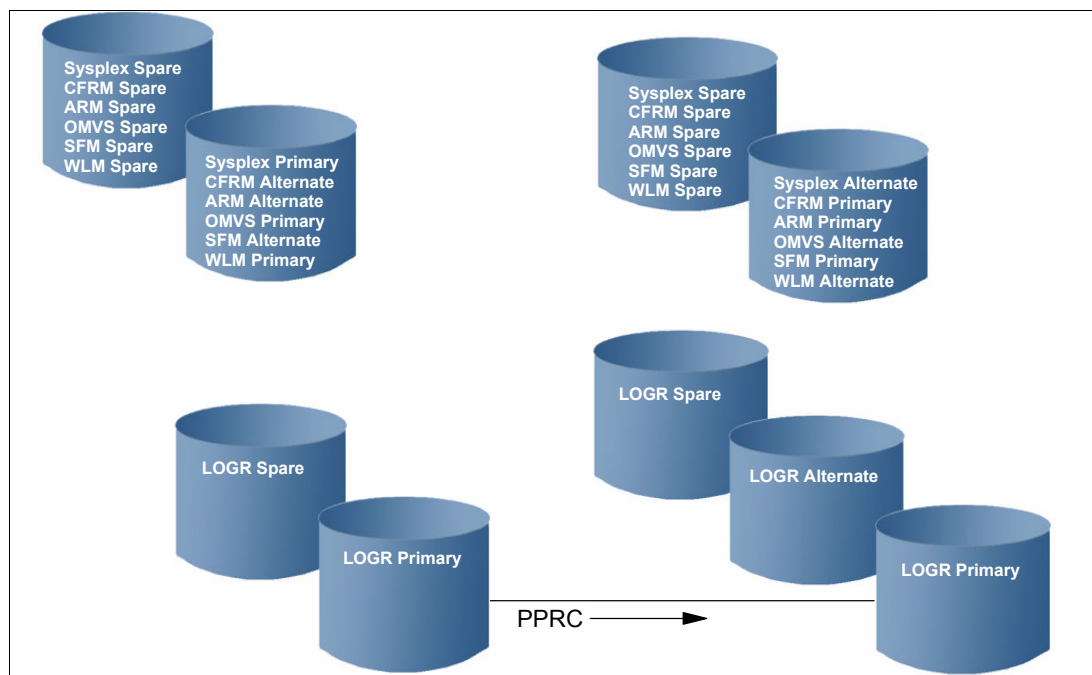 Sysplex Spare
CFRM Spare
ARM Spare
OMVS Spare
SFM Spare
WLM Spare
Sysplex Primary
CFRM Alternate
ARM Alternate
OMVS Primary
SFM Alternate
WLM Primary
Sysplex Spare
CFRM Spare
ARM Spare
OMVS Spare
SFM Spare
WLM Spare
Sysplex Alternate
CFRM Primary
ARM Primary
OMVS Alternate
SFM Primary
WLM Alternate
LOGR Spare
LOGR Primary
LOGR Spare
LOGR Alternate
LOGR Primary
PPRC